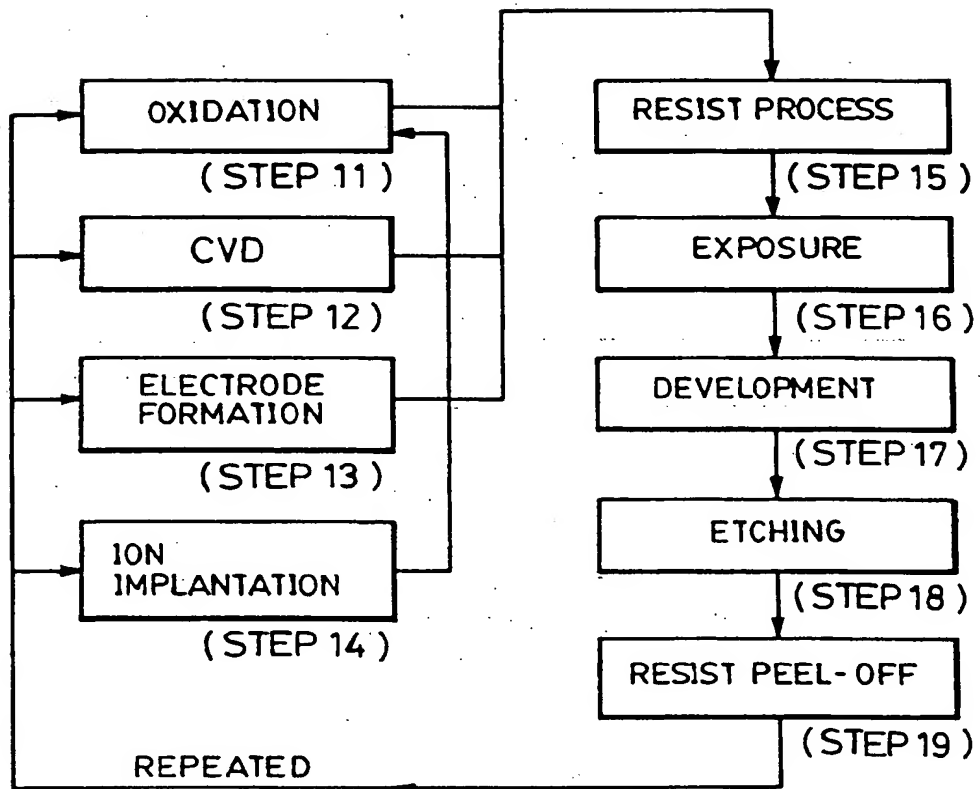 OXIDATION
(STEP 11)
CVD
(STEP 12)
ELECTRODE
FORMATION
(STEP 13)
ION
IMPLANTATION
(STEP 14)
REPEATED
RESIST PROCESS
(STEP 15)
EXPOSURE
(STEP 16)
DEVELOPMENT
(STEP 17)
ETCHING
(STEP 18)
RESIST PEEL-OFF
(STEP 19)